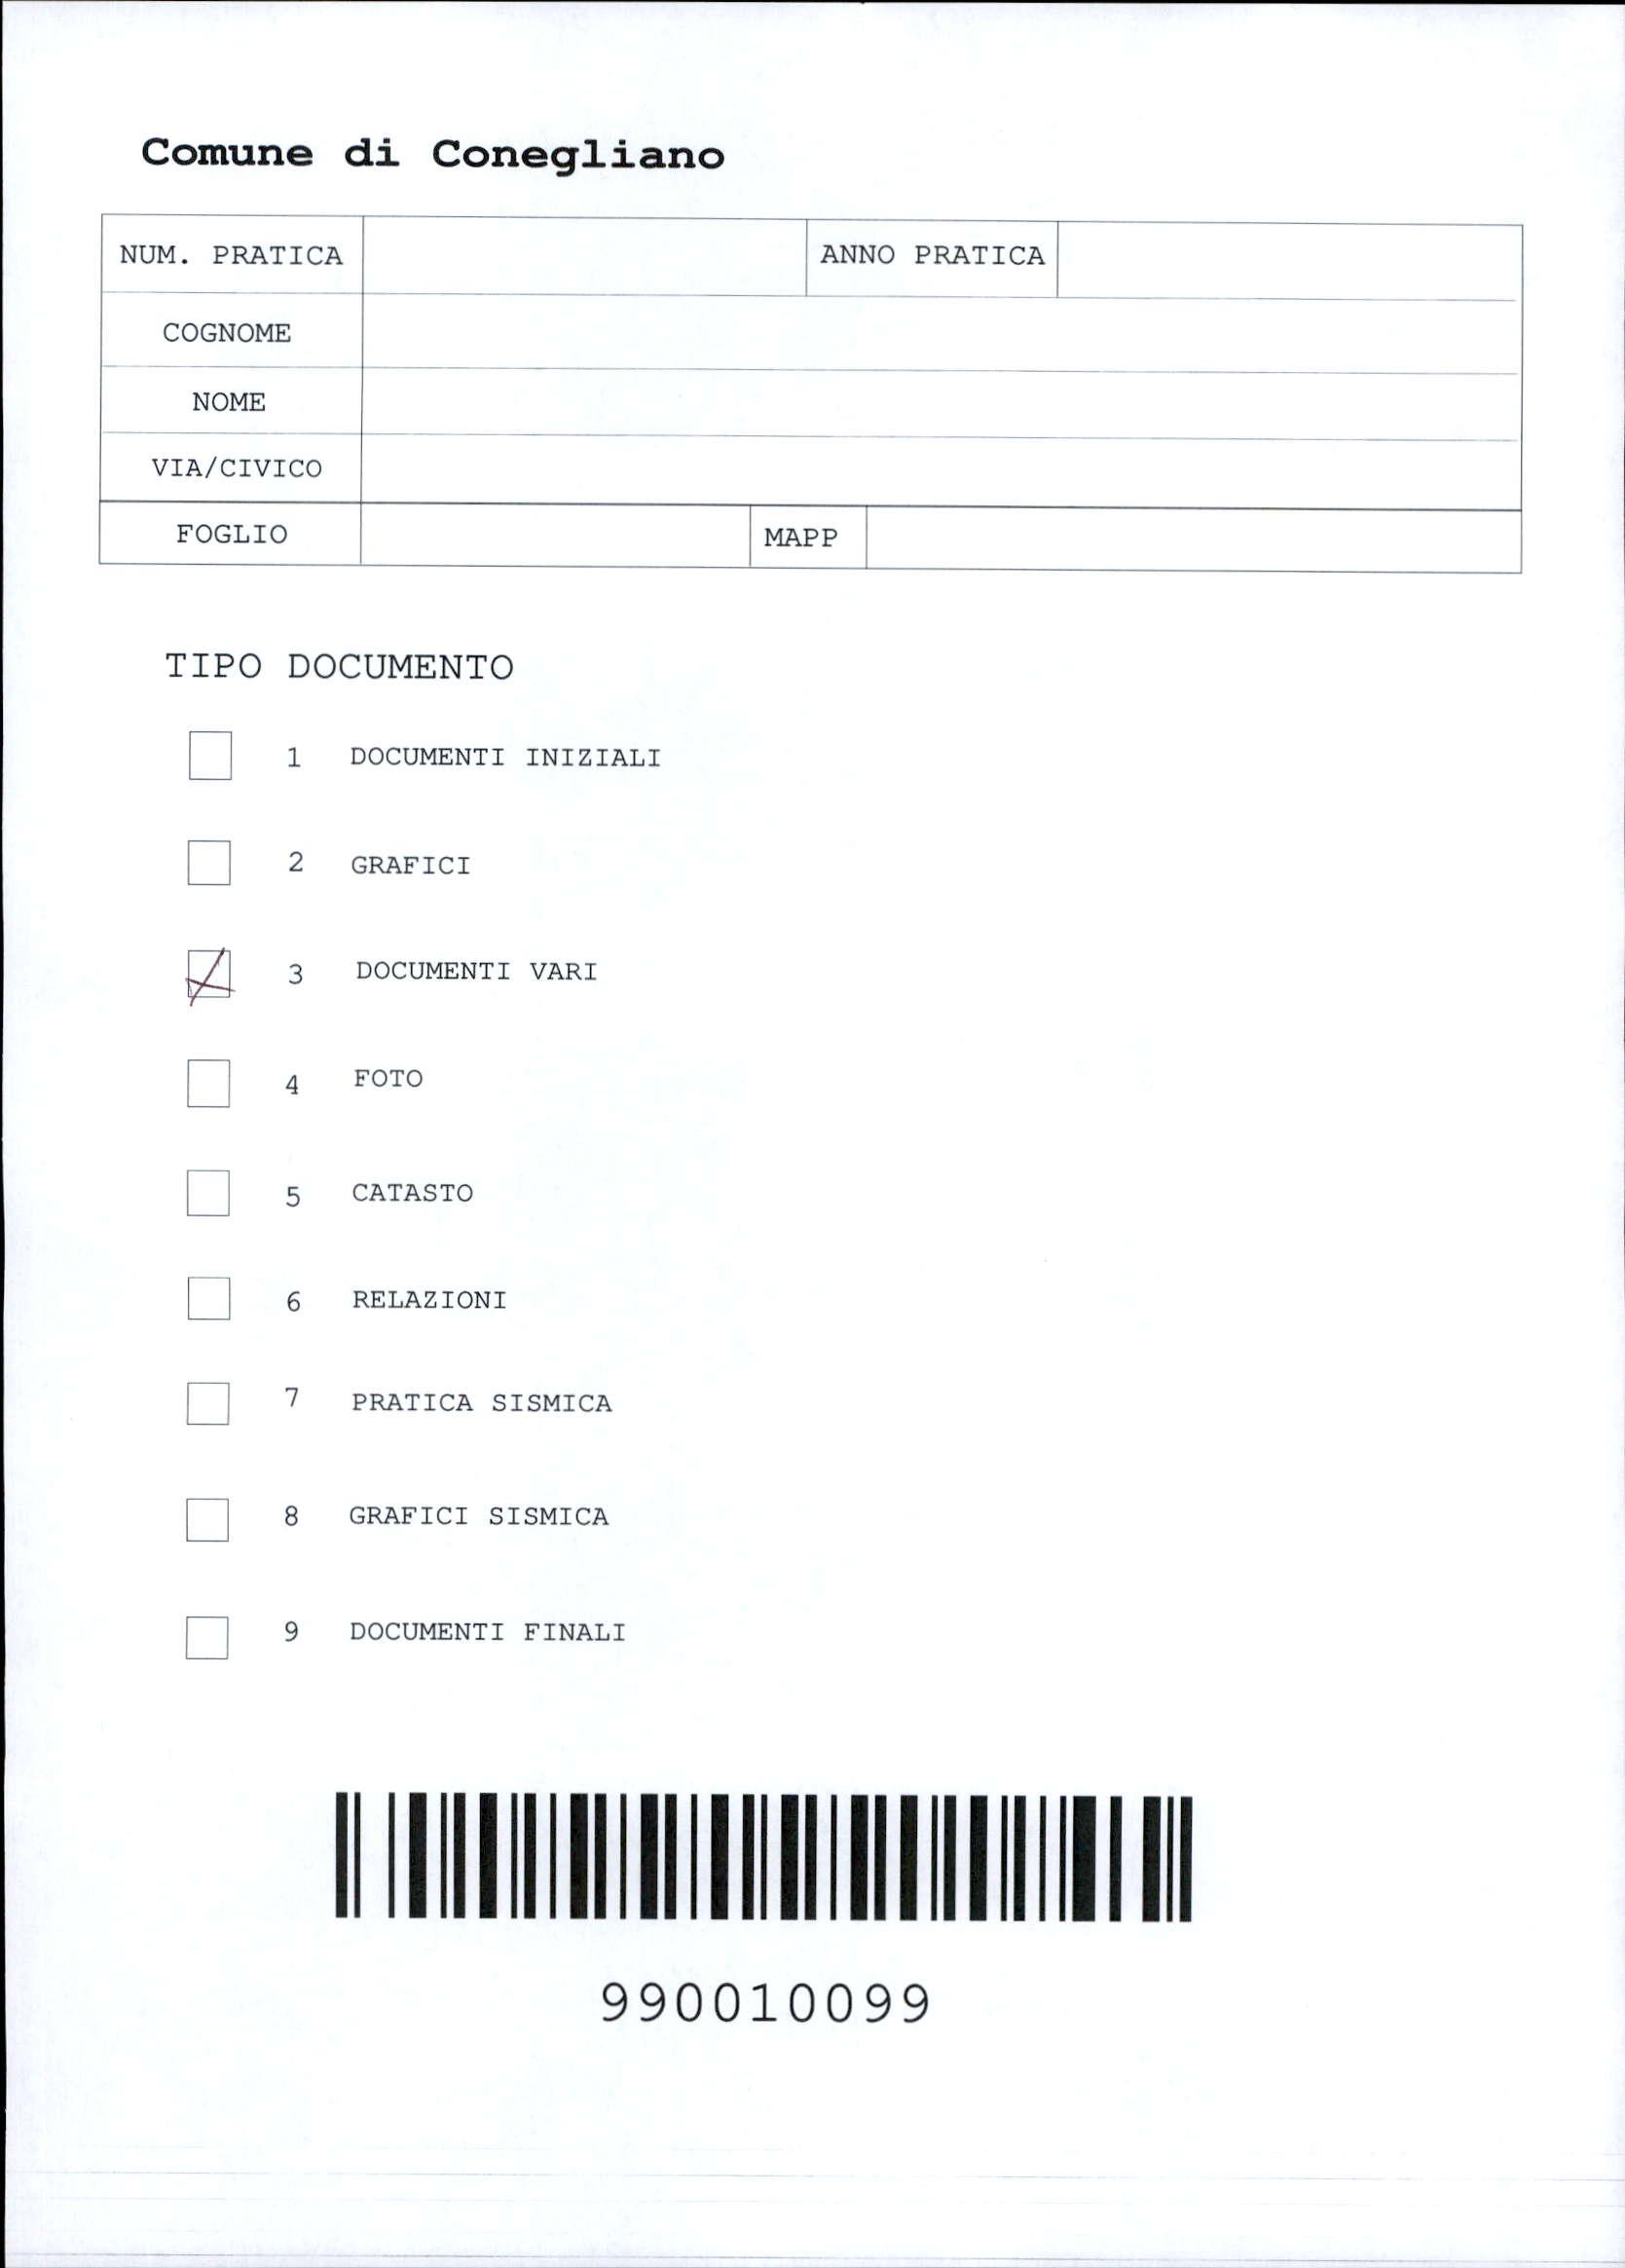 Comune di Conegliano
NUM. PRATICA ANNO PRATICA
COGNOME
NOME
VIA/CIVICO
FOGLIO MAPP
TIPO DOCUMENTO
1 DOCUMENTI INIZIALI
2 GRAFICI
3 DOCUMENTI VARI
4 FOTO
5 CATASTO
6 RELAZIONI
7 PRATICA SISMICA
8 GRAFICI SISMICA
9 DOCUMENTI FINALI
990010099